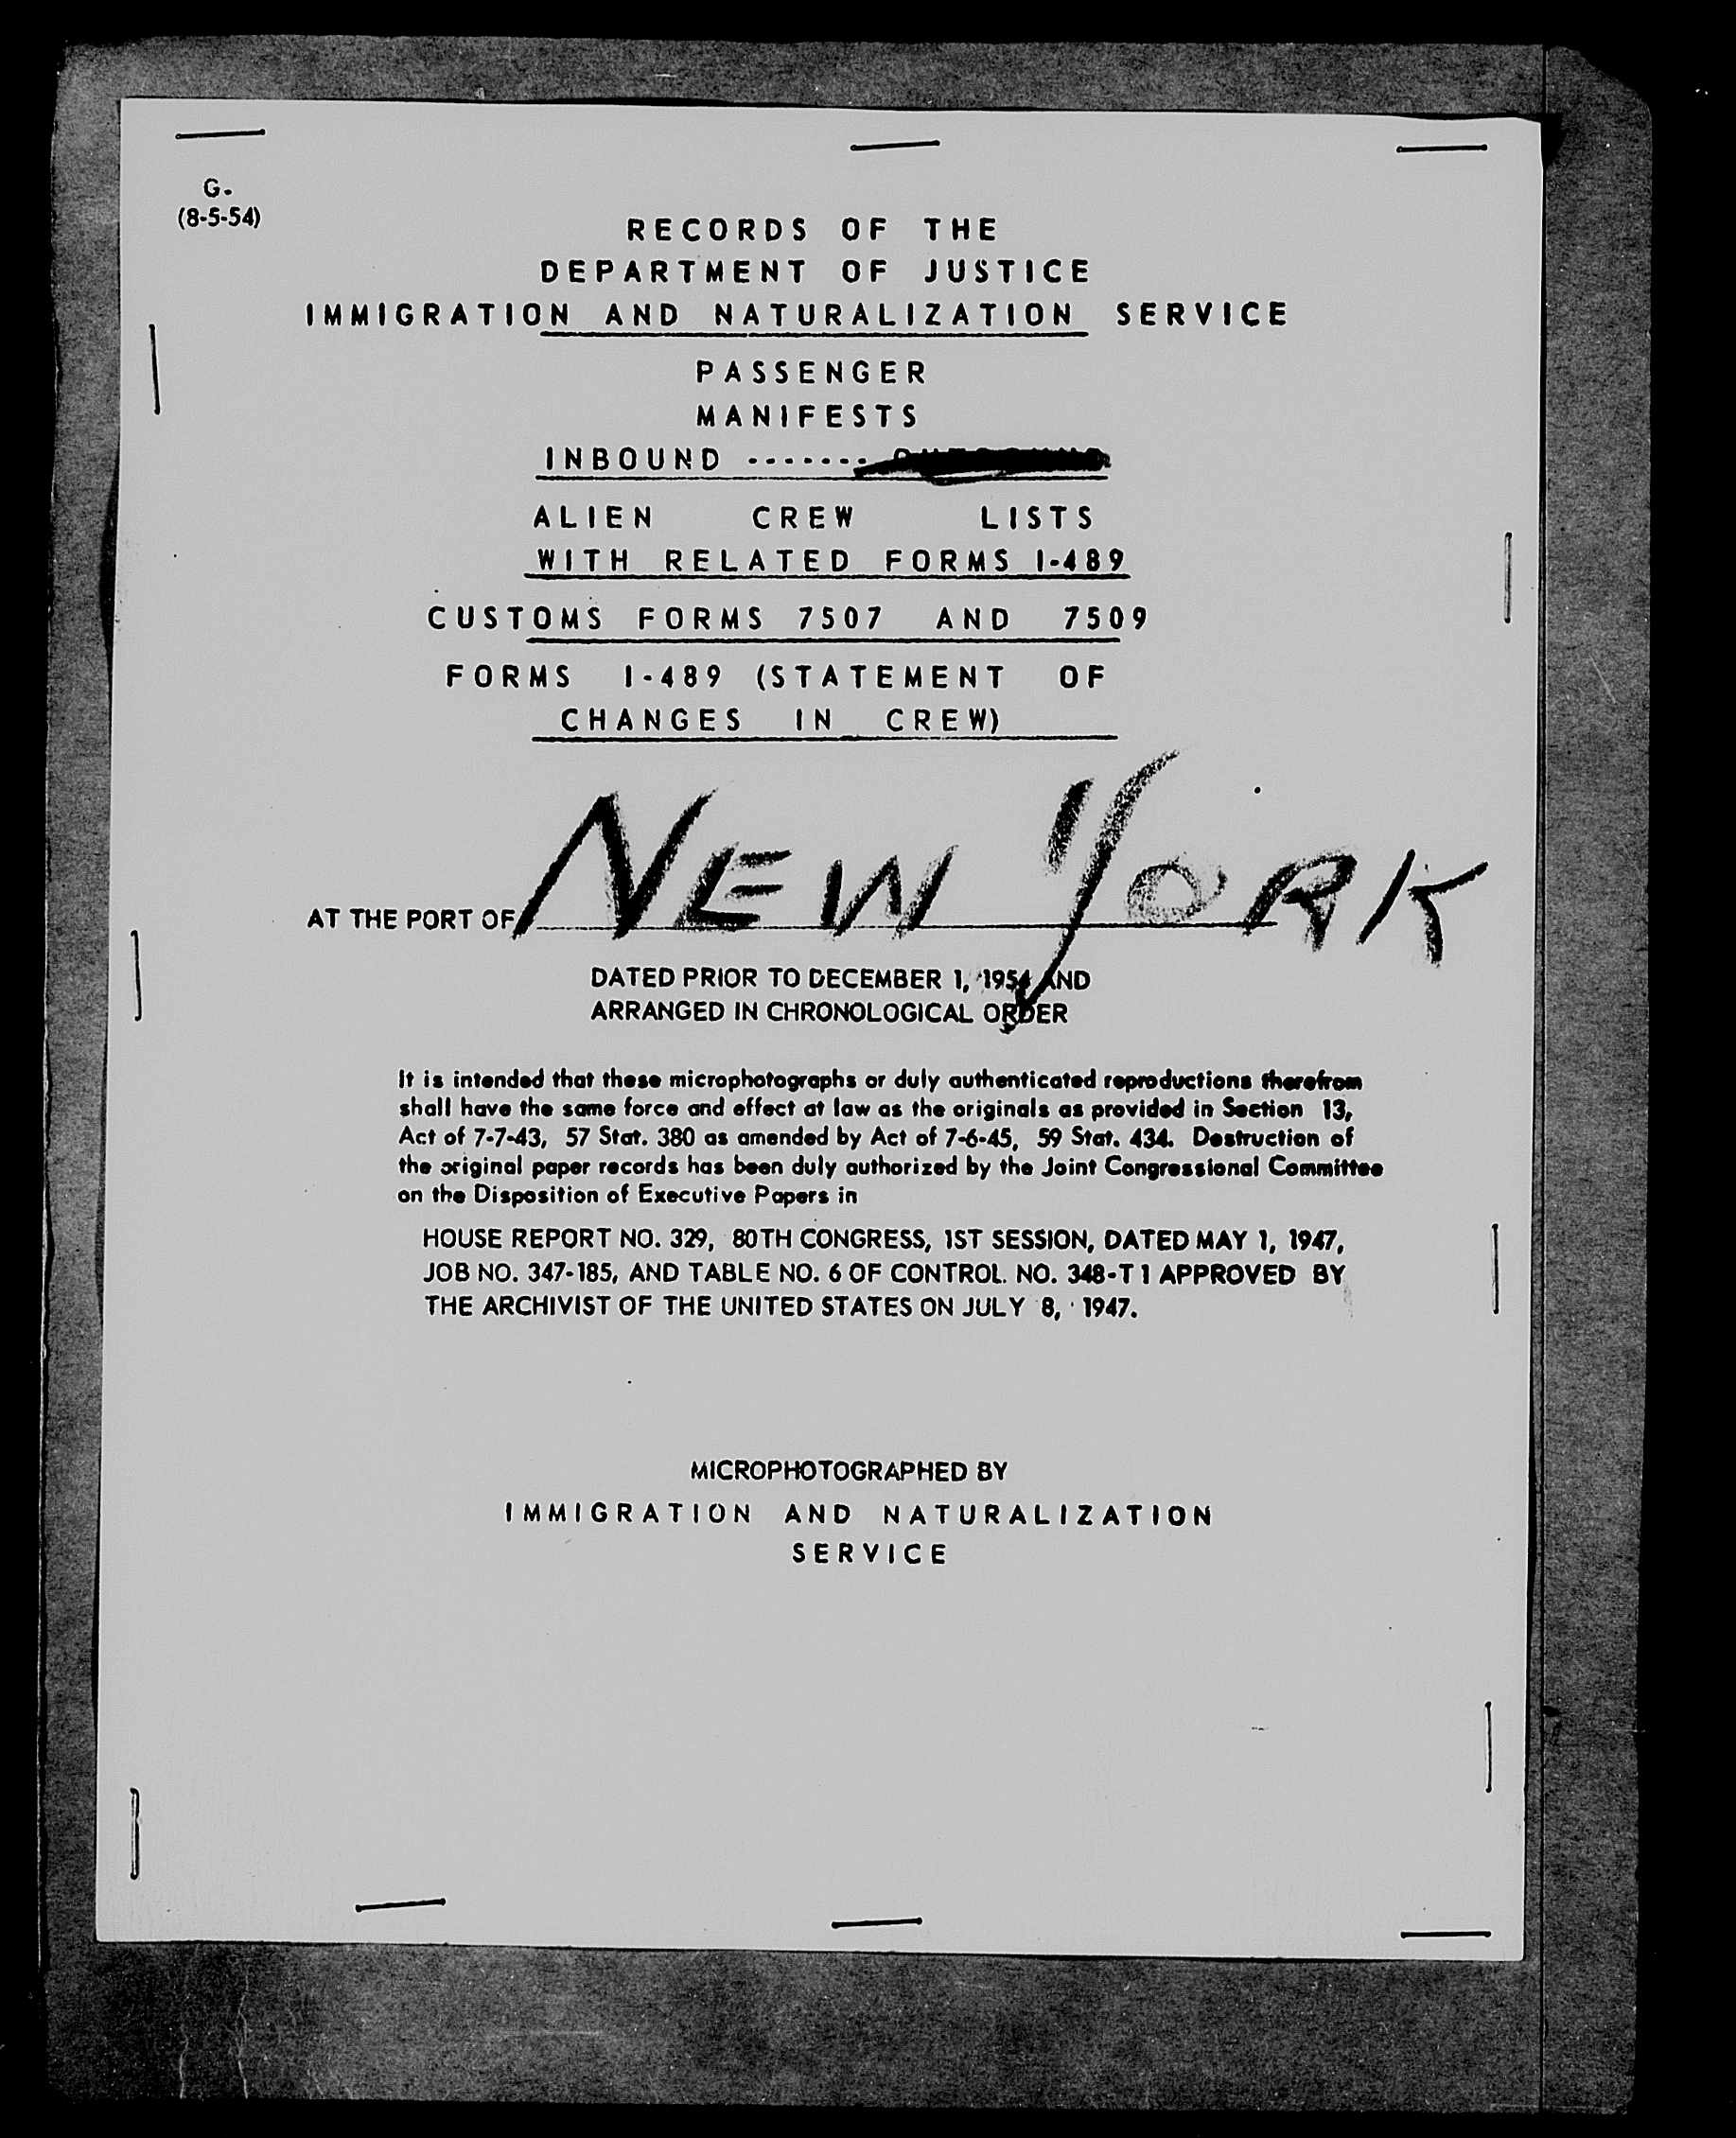 G.
(8-5-54)
RECORDS OF THE
DEPARTMENT OF JUSTICE
IMMIGRATION AND NATURALIZATION SERVICE
PASSENGER
MANIFESTS
INBOUND -------
ALIEN CREW LISTS
WITH RELATED FORMS I-489
CUSTOMS FORMS 7507 AND 7509
FORMS I-489 (STATEMENT OF
CHANGES IN CREW)
AT THE PORT OF NEW YORK
DATED PRIOR TO DECEMBER 1, 1954 AND
ARRANGED IN CHRONOLOGICAL ORDER
It is intended that these microphotographs or duly authenticated reproductions therefrom
shall have the same force and effect at law as the originals as provided in Section 13,
Act of 7-7-43, 57 Stat. 380 as amended by Act of 7-6-45, 59 Stat. 434. Destruction of
the original paper records has been duly authorized by the Joint Congressional Committee
on the Disposition of Executive Papers in
HOUSE REPORT NO. 329, 80TH CONGRESS, 1ST SESSION, DATED MAY 1, 1947,
JOB NO. 347-185, AND TABLE NO. 6 OF CONTROL NO. 348-T1 APPROVED BY
THE ARCHIVIST OF THE UNITED STATES ON JULY 8, 1947.
MICROPHOTOGRAPHED BY
IMMIGRATION AND NATURALIZATION
SERVICE